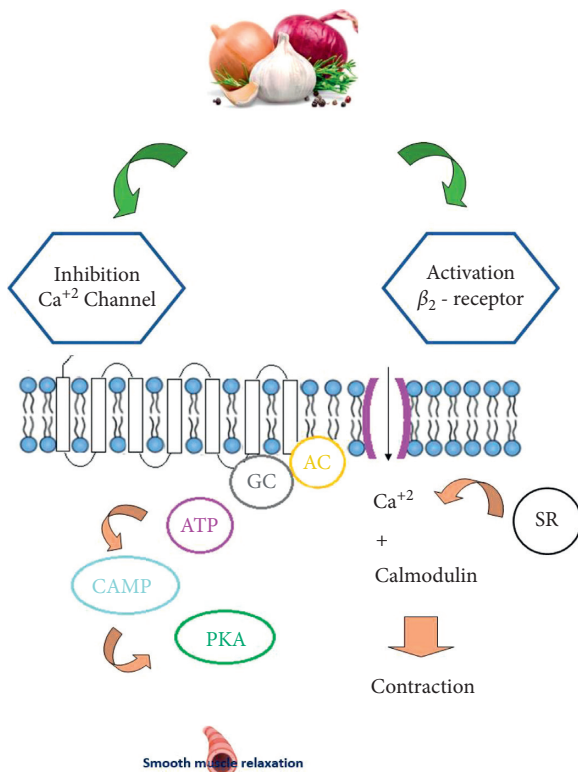 Inhibition
Ca+2 Channel
Activation
β2 - receptor
GC
AC
ATP
CAMP
PKA
Ca+2
+
Calmodulin
SR
Contraction
Smooth muscle relaxation